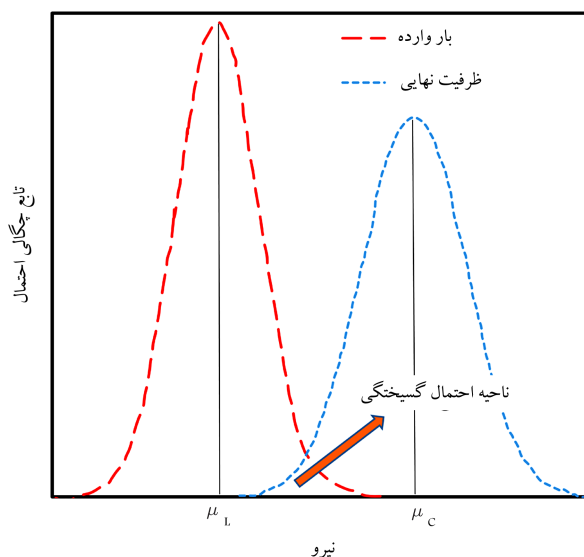 بار وارده
ظرفیت نهایی
تابع چگالی احتمال
ناحیه احتمال گسیختگی
μ L
μ C
نیرو